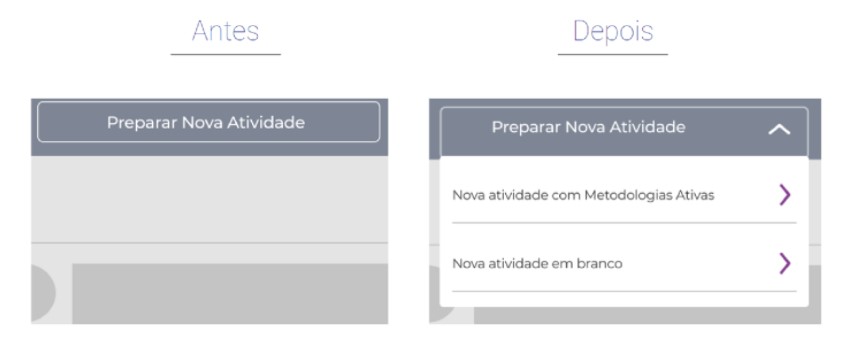 Antes
Depois
Preparar Nova Atividade
Preparar Nova Atividade
Nova atividade com Metodologias Ativas
Nova atividade em branco